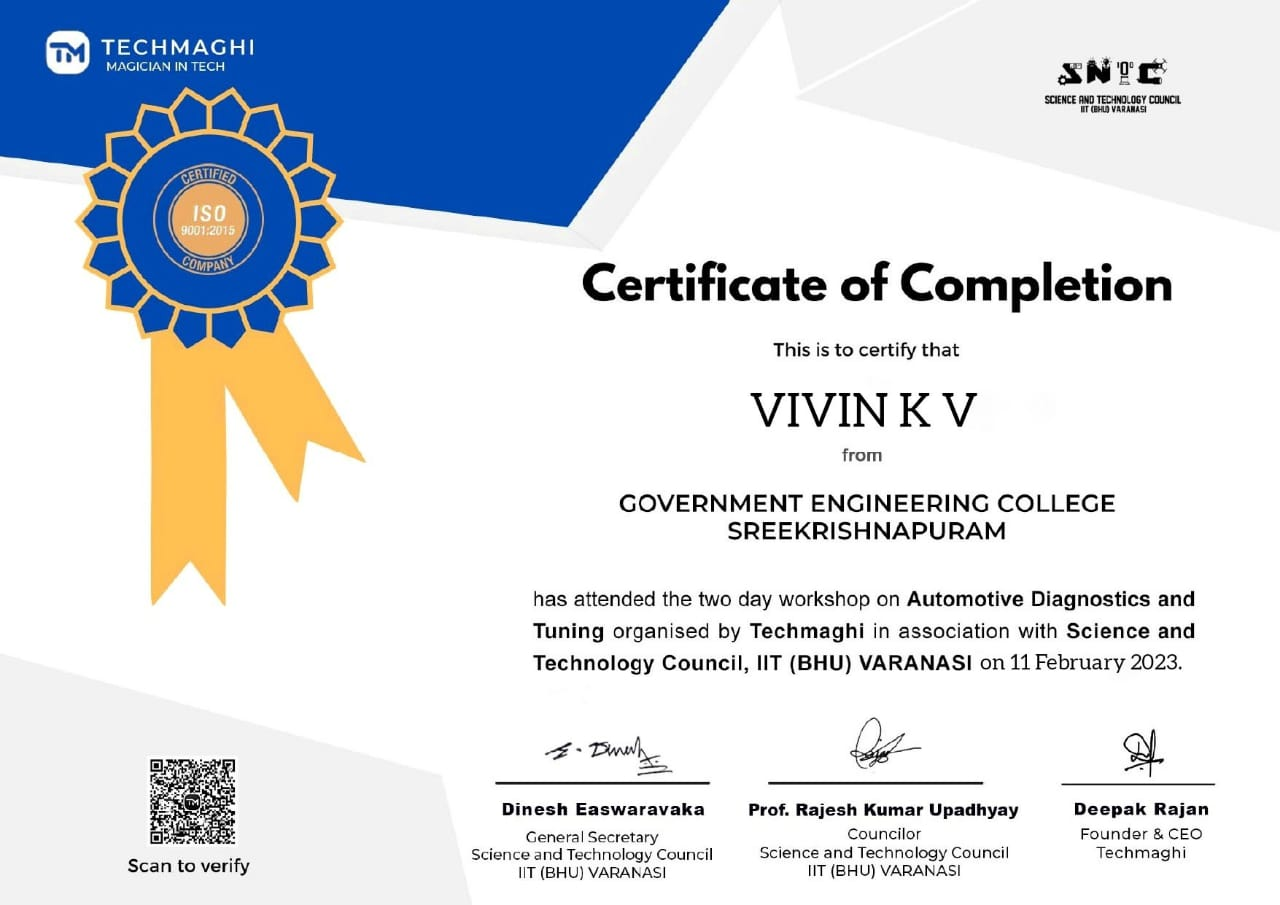 TECHMAGHI
MAGICIAN IN TECH
SNTC
SCIENCE AND TECHNOLOGY COUNCIL
IIT (BHU) VARANASI
CERTIFIED
ISO
9001:2015
COMPANY
Certificate of Completion
This is to certify that
VIVIN K V
from
GOVERNMENT ENGINEERING COLLEGE
SREEKRISHNAPURAM
has attended the two day workshop on Automotive Diagnostics and
Tuning organised by Techmaghi in association with Science and
Technology Council, IIT (BHU) VARANASI on 11 February 2023.
Dinesh Easwaravaka
General Secretary
Science and Technology Council
IIT (BHU) VARANASI
Prof. Rajesh Kumar Upadhyay
Councilor
Science and Technology Council
IIT (BHU) VARANASI
Deepak Rajan
Founder & CEO
Techmaghi
Scan to verify